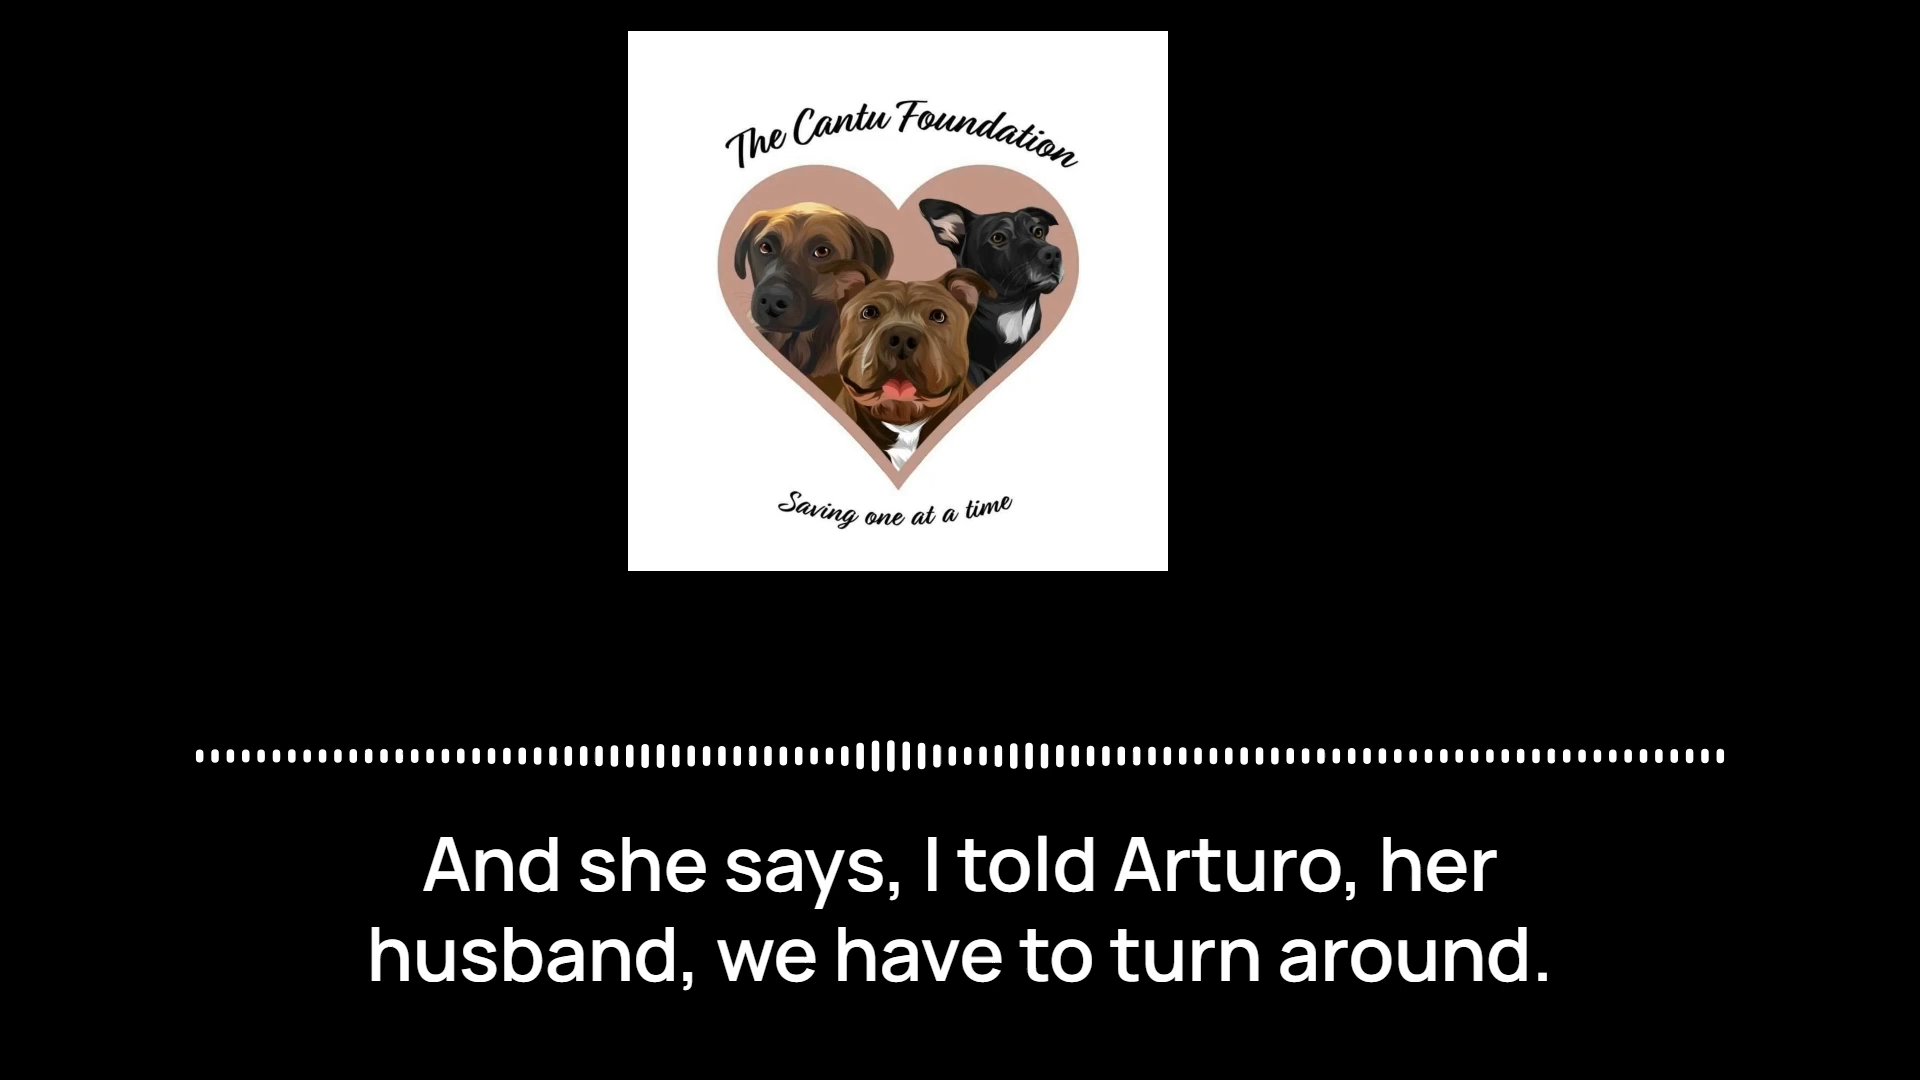 The Cantu Foundation
Saving one at a time
And she says, I told Arturo, her
husband, we have to turn around.